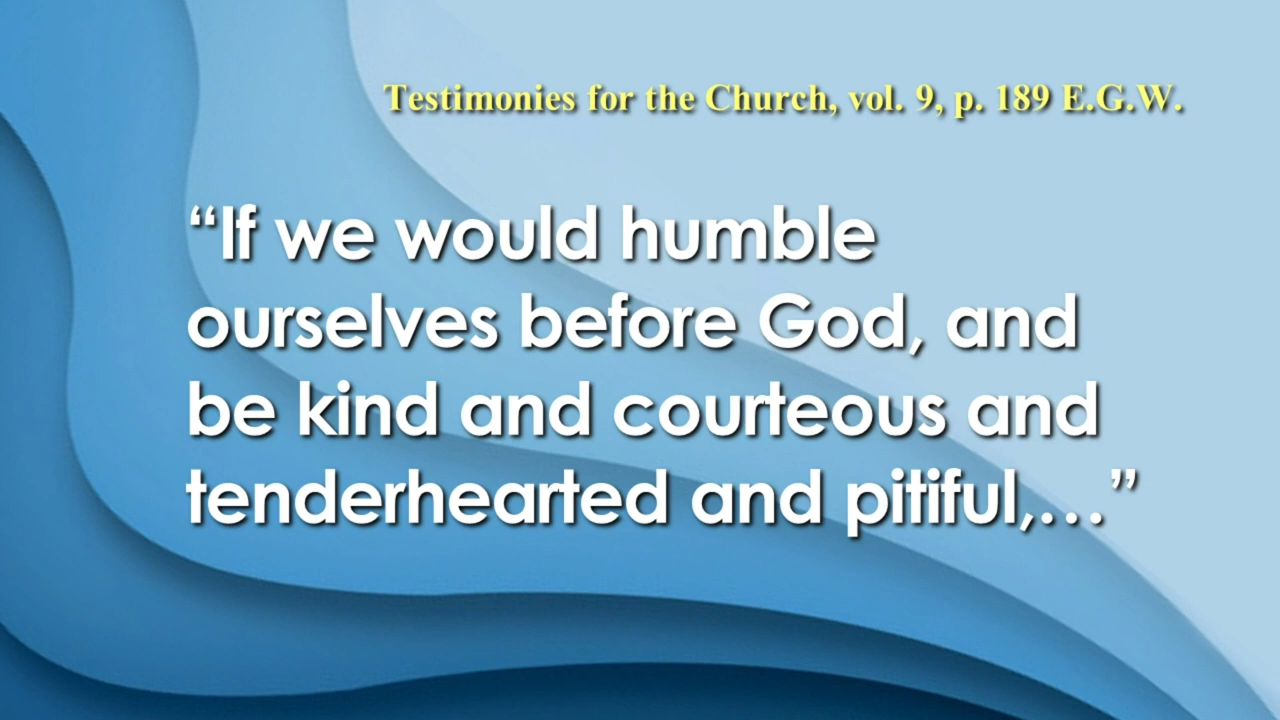 Testimonies for the Church, vol. 9, p. 189 E.G.W.
“If we would humble
ourselves before God, and
be kind and courteous and
tenderhearted and pitiful,…”